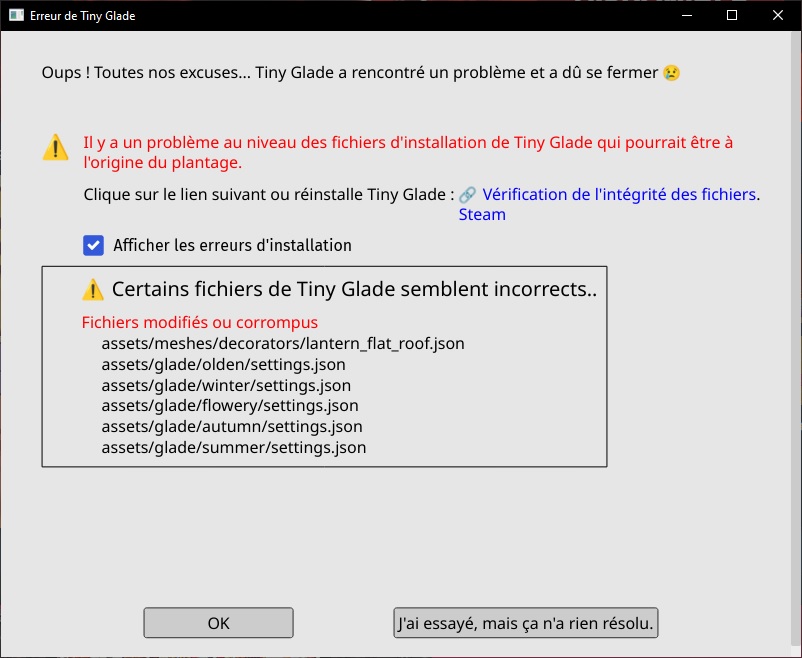 Erreur de Tiny Glade
Oups ! Toutes nos excuses... Tiny Glade a rencontré un problème et a dû se fermer 😢
⚠️ Il y a un problème au niveau des fichiers d'installation de Tiny Glade qui pourrait être à
l'origine du plantage.
Clique sur le lien suivant ou réinstalle Tiny Glade : 🔗 Vérification de l'intégrité des fichiers.
Steam
Afficher les erreurs d'installation
⚠️ Certains fichiers de Tiny Glade semblent incorrects..
Fichiers modifiés ou corrompus
assets/meshes/decorators/lantern_flat_roof.json
assets/glade/olden/settings.json
assets/glade/winter/settings.json
assets/glade/flowery/settings.json
assets/glade/autumn/settings.json
assets/glade/summer/settings.json
OK
J'ai essayé, mais ça n'a rien résolu.